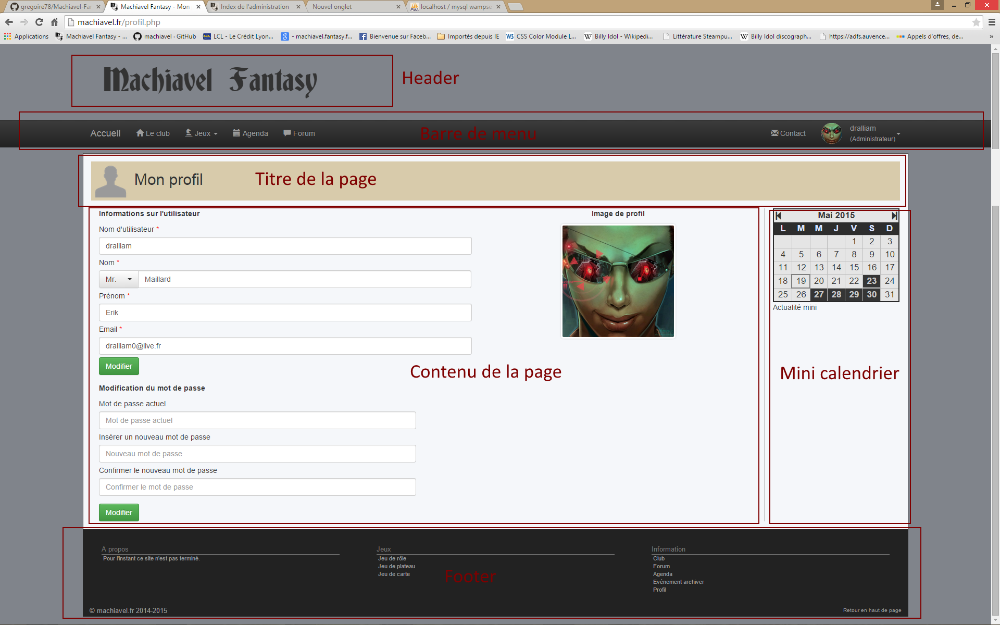 gregoire78/Machiavel-Fan
Machiavel Fantasy - Mon
Index de l'administration
Nouvel onglet
localhost / mysql wampse
machiavel.fr/profil.php
Applications
Machiavel Fantasy - ...
machiavel · GitHub
LCL - Le Crédit Lyon...
- machiavel.fantasy.f...
Bienvenue sur Faceb...
Importés depuis IE
CSS Color Module L...
Billy Idol - Wikipedi...
Littérature Steampu...
Billy Idol discograph...
https://adfs.auvence...
Appels d'offres, de...
»
Machiavel Fantasy
Header
Accueil
Le club
Jeux
Agenda
Forum
Barre de menu
Contact
dralliam
(Administrateur)
Mon profil
Titre de la page
Informations sur l'utilisateur
Nom d'utilisateur *
dralliam
Nom *
Mr.
Maillard
Prénom *
Erik
Email *
dralliam0@live.fr
Modifier
Image de profil
Contenu de la page
Modification du mot de passe
Mot de passe actuel
Mot de passe actuel
Insérer un nouveau mot de passe
Nouveau mot de passe
Confirmer le nouveau mot de passe
Confirmer le mot de passe
Modifier
Mai 2015
L M M J V S D
1 2 3
4 5 6 7 8 9 10
11 12 13 14 15 16 17
18 19 20 21 22 23 24
25 26 27 28 29 30 31
Actualité mini
Mini calendrier
A propos
Pour l'instant ce site n'est pas terminé.
Jeux
Jeu de rôle
Jeu de plateau
Jeu de carte
Footer
Information
Club
Forum
Agenda
Evénement archiver
Profil
© machiavel.fr 2014-2015
Retour en haut de page